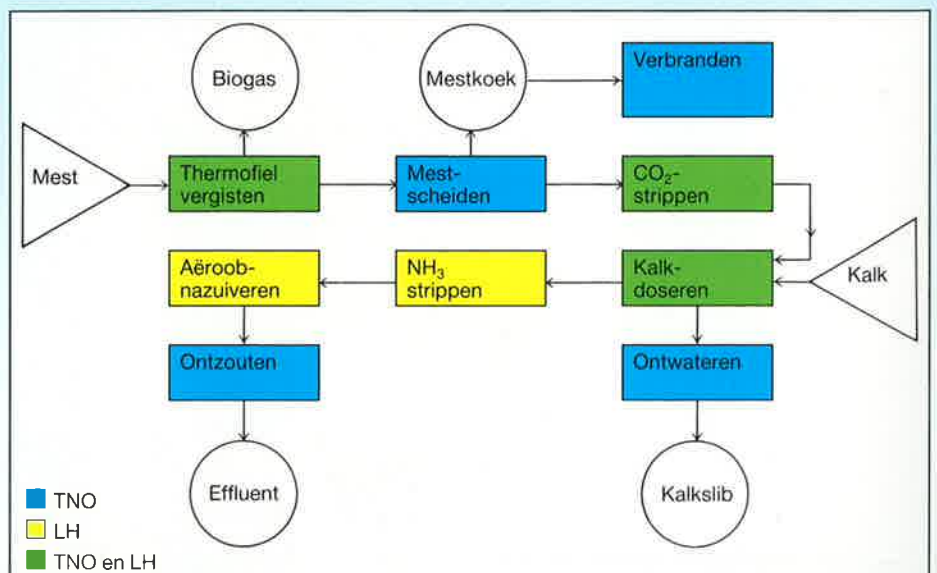 Biogas
Mestkoek
Verbranden
Mest
Thermofiel
vergisten
Mest-
scheiden
CO₂-
strippen
Aëroob-
nazuiveren
NH₃
strippen
Kalk-
doseren
Kalk
Ontzouten
Ontwateren
Effluent
Kalkslib
TNO
LH
TNO en LH